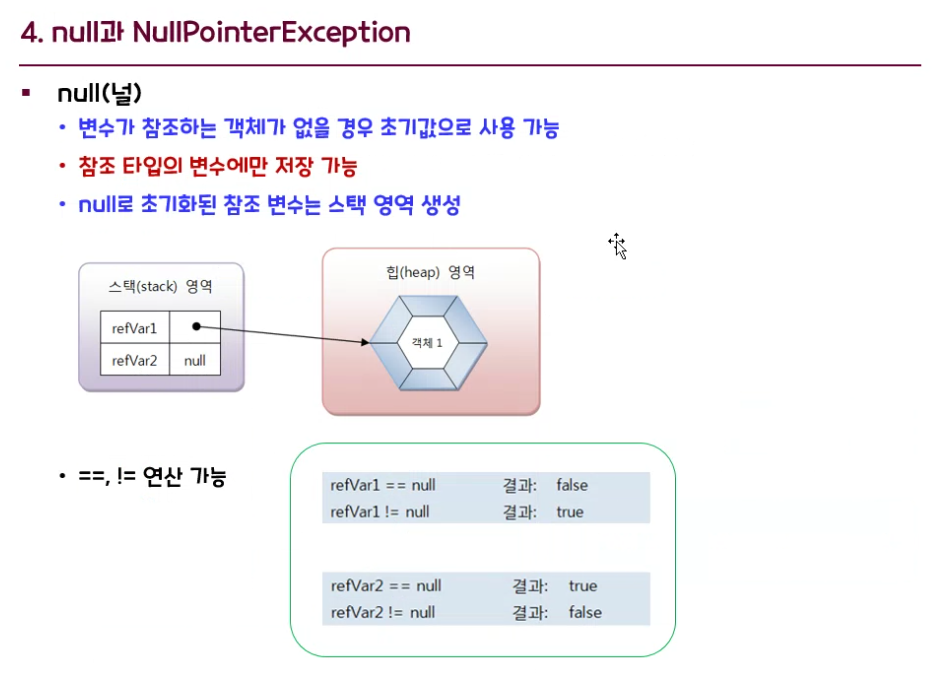 4. null과 NullPointerException
▪ null(널)
• 변수가 참조하는 객체가 없을 경우 초기값으로 사용 가능
• 참조 타입의 변수에만 저장 가능
• null로 초기화된 참조 변수는 스택 영역 생성
스택(stack) 영역
refVar1
refVar2 null
힙(heap) 영역
객체 1
• ==, != 연산 가능
refVar1 == null 결과: false
refVar1 != null 결과: true
refVar2 == null 결과: true
refVar2 != null 결과: false